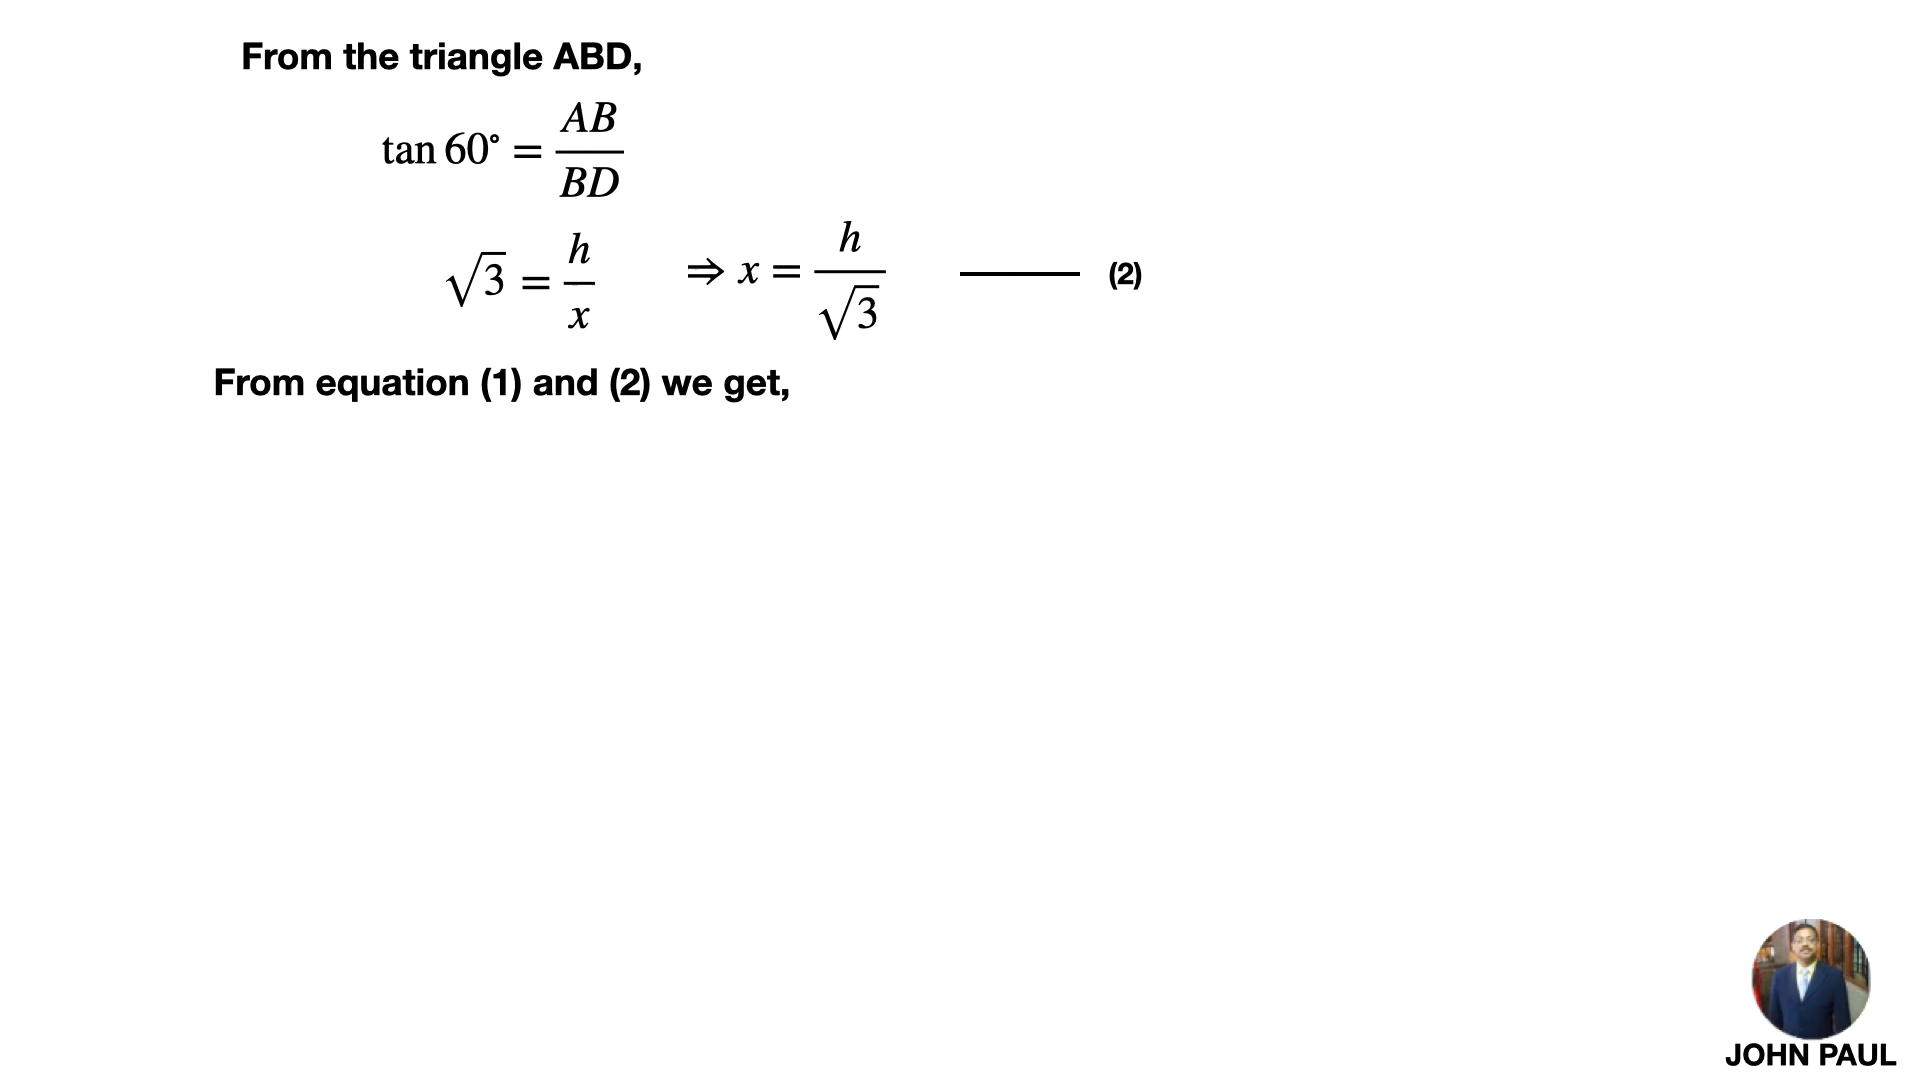 From the triangle ABD,
tan 60° = AB/BD
√3 = h/x ⇒ x = h/√3 ——— (2)
From equation (1) and (2) we get,
JOHN PAUL